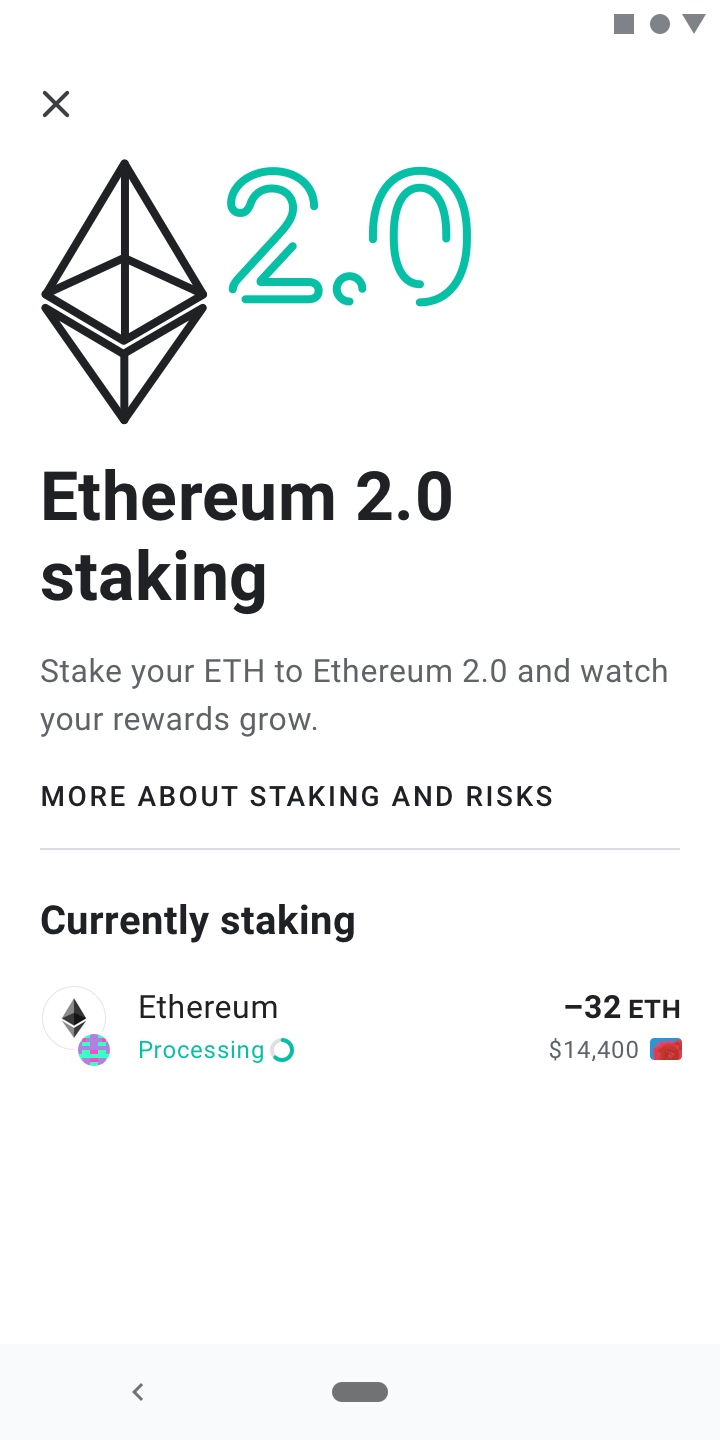 2.0
Ethereum 2.0
staking
Stake your ETH to Ethereum 2.0 and watch
your rewards grow.
MORE ABOUT STAKING AND RISKS
Currently staking
Ethereum
–32 ETH
Processing
$14,400